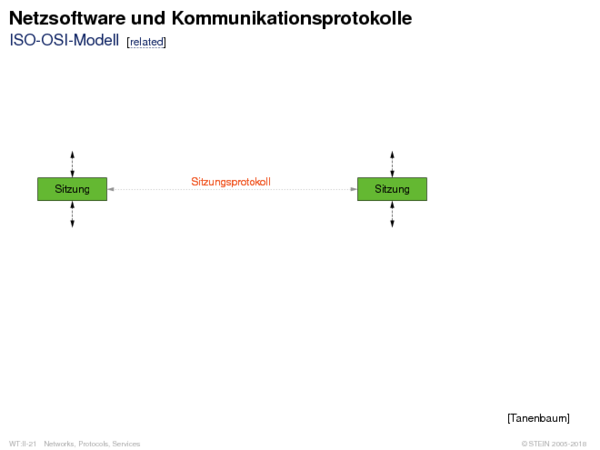 Netzsoftware und Kommunikationsprotokolle
ISO-OSI-Modell [related]
Sitzungsprotokoll
Sitzung Sitzung
[Tanenbaum]
WT:II-21 Networks, Protocols, Services © STEIN 2005-2018